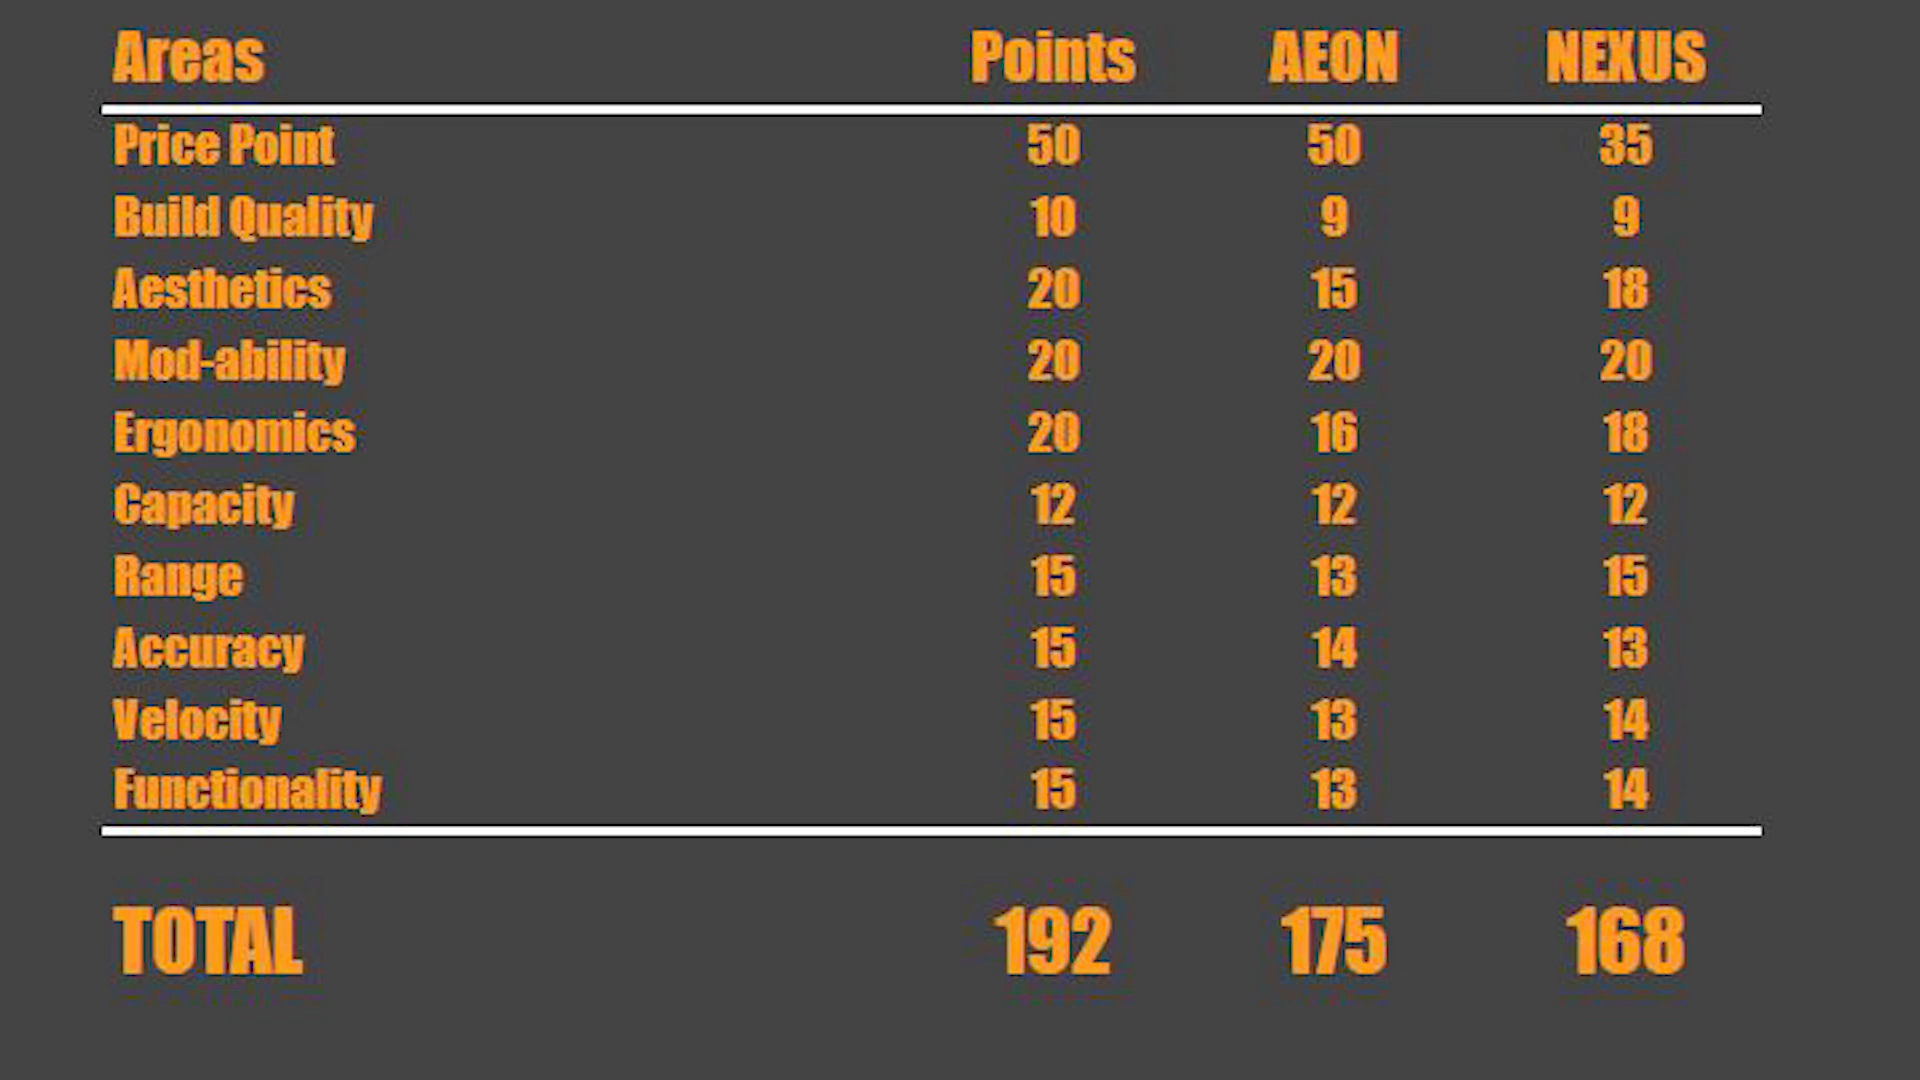 Areas Points AEON NEXUS
Price Point 50 50 35
Build Quality 10 9 9
Aesthetics 20 15 18
Mod-ability 20 20 20
Ergonomics 20 16 18
Capacity 12 12 12
Range 15 13 15
Accuracy 15 14 13
Velocity 15 13 14
Functionality 15 13 14
TOTAL 192 175 168